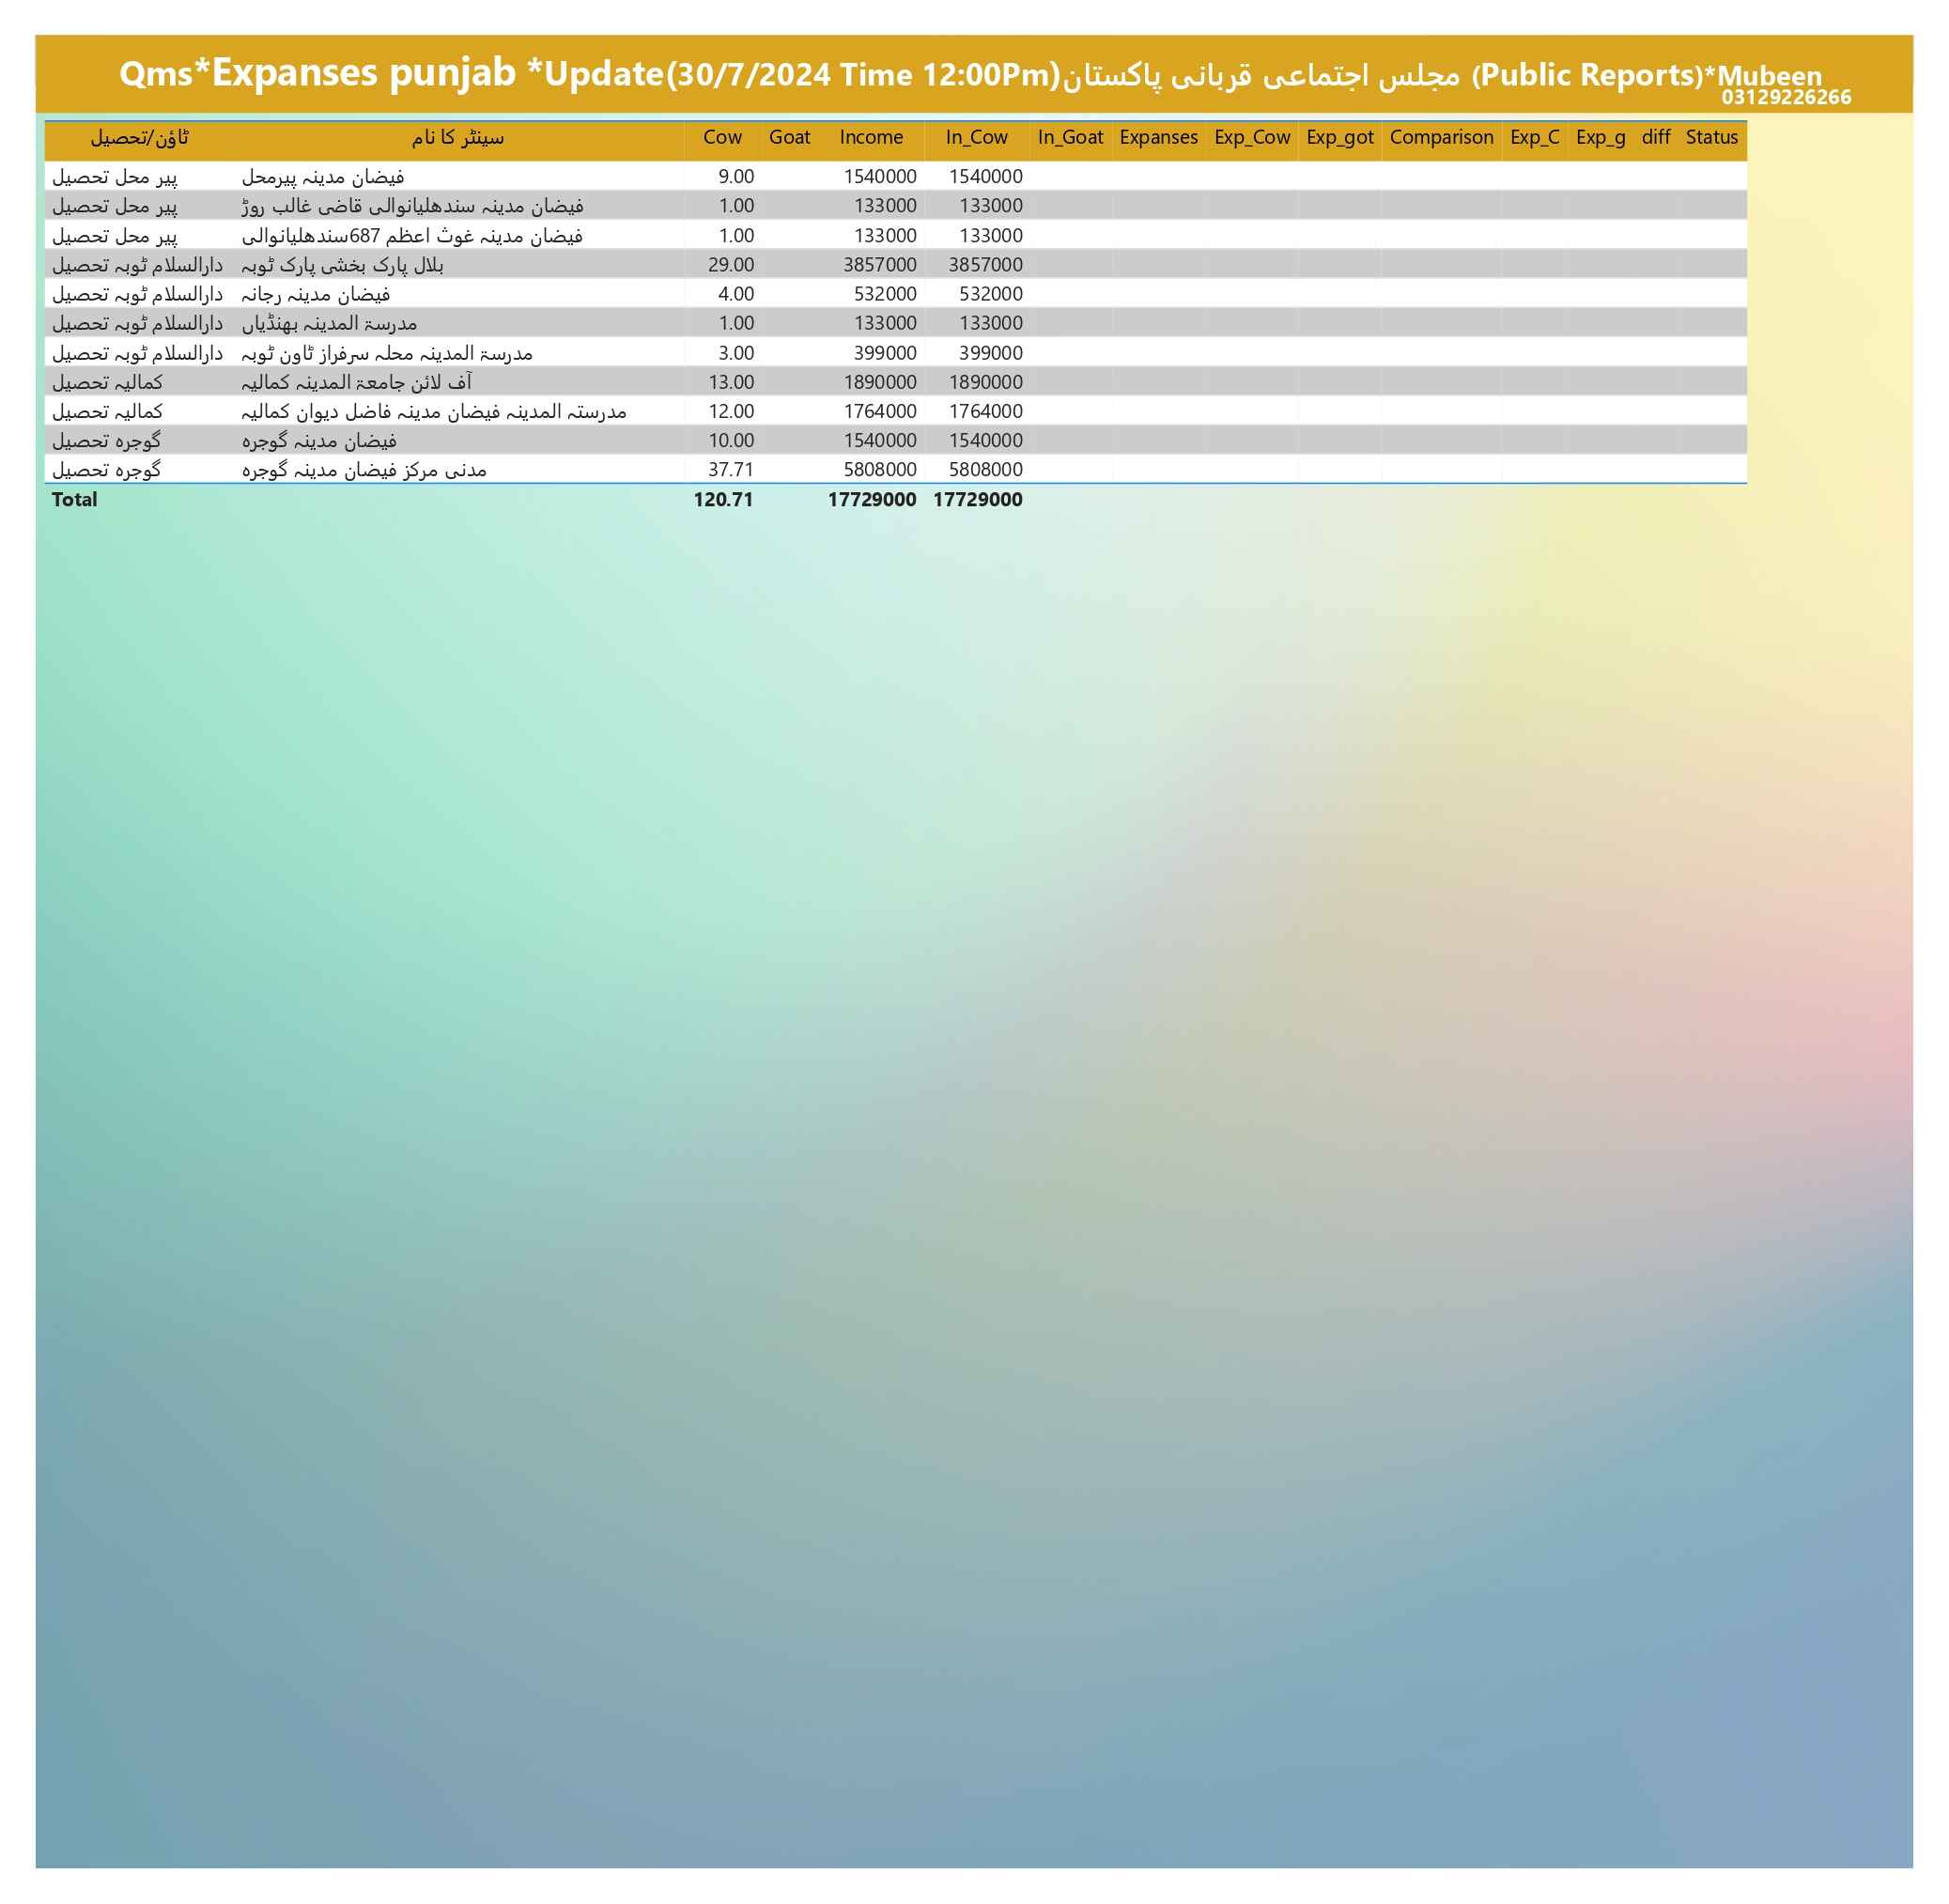 Qms*Expanses punjab *Update(30/7/2024 Time 12:00Pm)مجلس اجتماعی قربانی پاکستان (Public Reports)*Mubeen
03129226266
ٹاؤن/تحصیل سینٹر کا نام Cow Goat Income In_Cow In_Goat Expanses Exp_Cow Exp_got Comparison Exp_C Exp_g diff Status
پیر محل تحصیل فیضان مدینہ پیرمحل 9.00 1540000 1540000
پیر محل تحصیل فیضان مدینہ سندھلیانوالی قاضی غالب روڑ 1.00 133000 133000
پیر محل تحصیل فیضان مدینہ غوث اعظم 687سندھلیانوالی 1.00 133000 133000
دارالسلام ٹوبہ تحصیل بلال پارک بخشی پارک ٹوبہ 29.00 3857000 3857000
دارالسلام ٹوبہ تحصیل فیضان مدینہ رجانہ 4.00 532000 532000
دارالسلام ٹوبہ تحصیل مدرسۃ المدینہ بھنڈیاں 1.00 133000 133000
دارالسلام ٹوبہ تحصیل مدرسۃ المدینہ محلہ سرفراز ٹاون ٹوبہ 3.00 399000 399000
کمالیہ تحصیل آف لائن جامعۃ المدینہ کمالیہ 13.00 1890000 1890000
کمالیہ تحصیل مدرستہ المدینہ فیضان مدینہ فاضل دیوان کمالیہ 12.00 1764000 1764000
گوجرہ تحصیل فیضان مدینہ گوجرہ 10.00 1540000 1540000
گوجرہ تحصیل مدنی مرکز فیضان مدینہ گوجرہ 37.71 5808000 5808000
Total 120.71 17729000 17729000